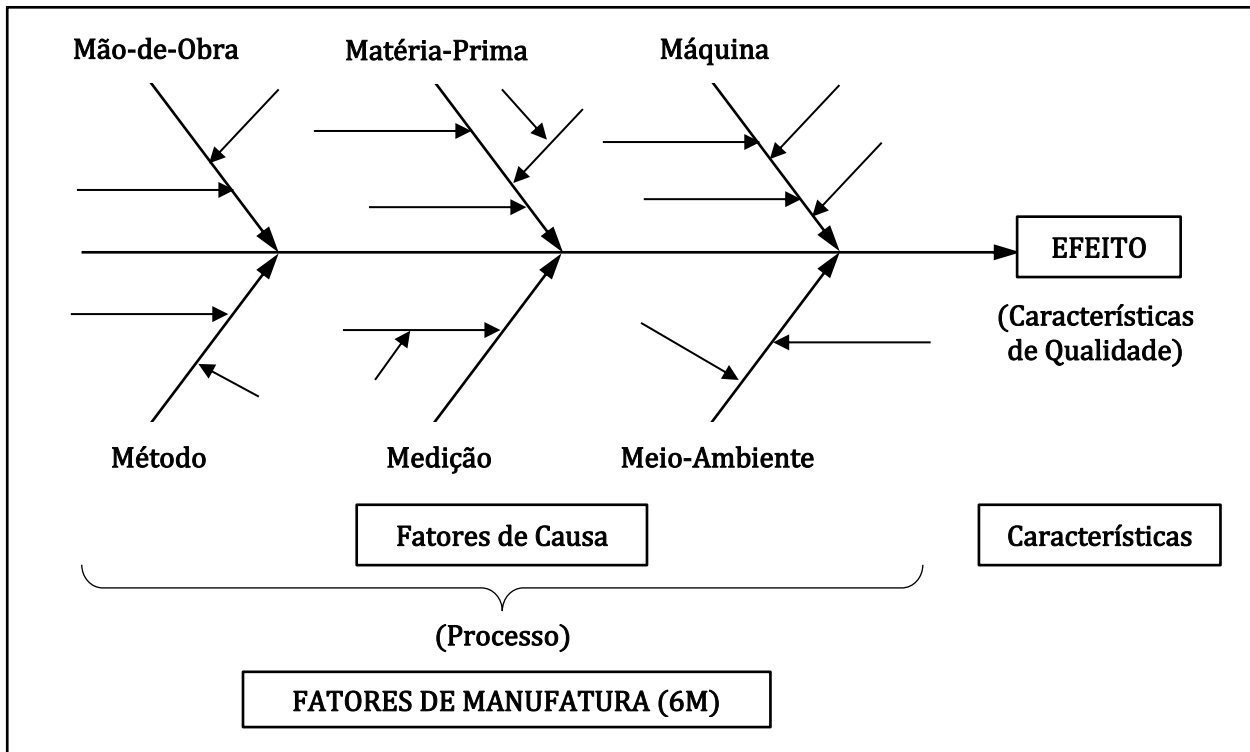 Mão-de-Obra
Matéria-Prima
Máquina
EFEITO
(Características
de Qualidade)
Método
Medição
Meio-Ambiente
Fatores de Causa
Características
(Processo)
FATORES DE MANUFATURA (6M)